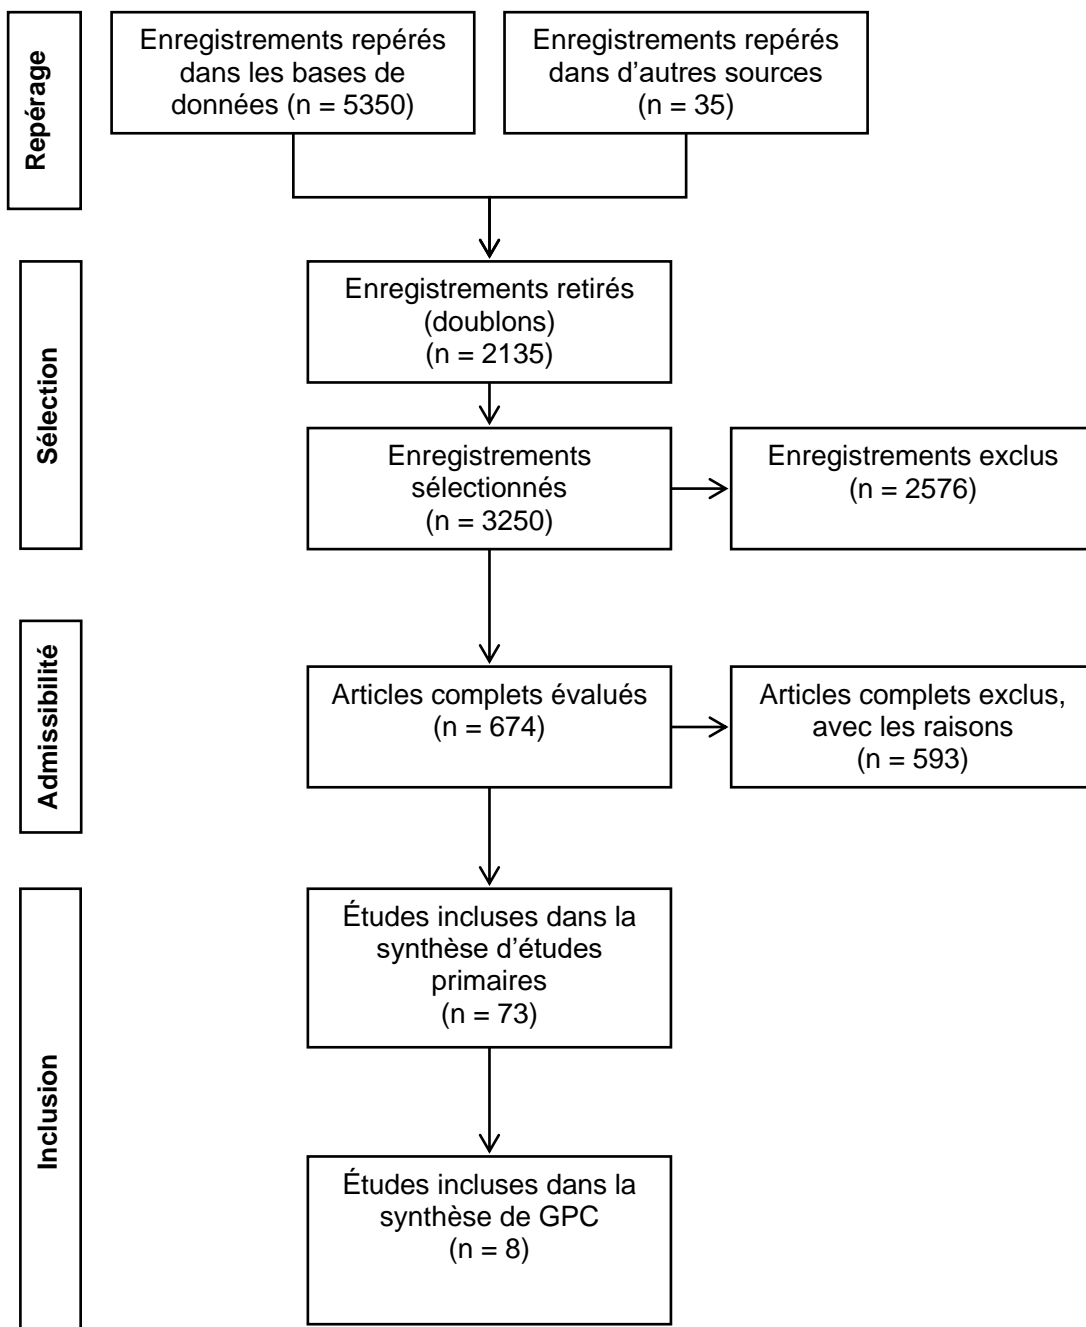 Repérage
Enregistrements repérés
dans les bases de
données (n = 5350)
Enregistrements repérés
dans d'autres sources
(n = 35)
Sélection
Enregistrements retirés
(doublons)
(n = 2135)
Enregistrements
sélectionnés
(n = 3250)
Enregistrements exclus
(n = 2576)
Admissibilité
Articles complets évalués
(n = 674)
Articles complets exclus,
avec les raisons
(n = 593)
Inclusion
Études incluses dans la
synthèse d'études
primaires
(n = 73)
Études incluses dans la
synthèse de GPC
(n = 8)